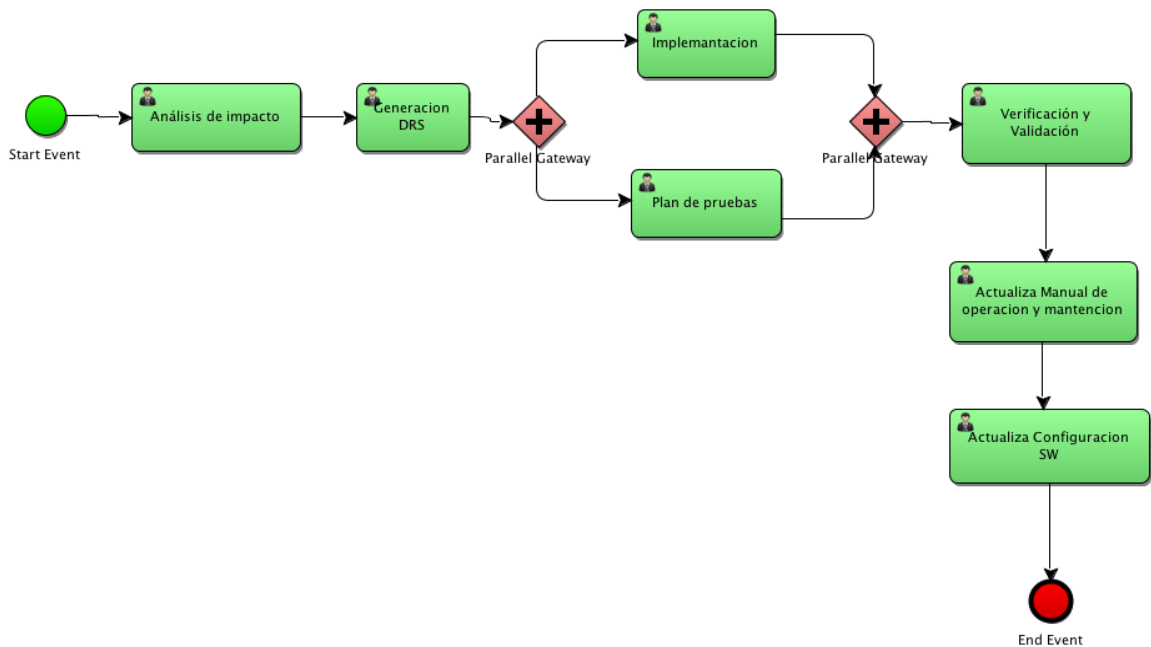 Start Event
Análisis de impacto
Generacion
DRS
Parallel Gateway
Implemantacion
Plan de pruebas
Parallel Gateway
Verificación y
Validación
Actualiza Manual de
operacion y mantencion
Actualiza Configuracion
SW
End Event